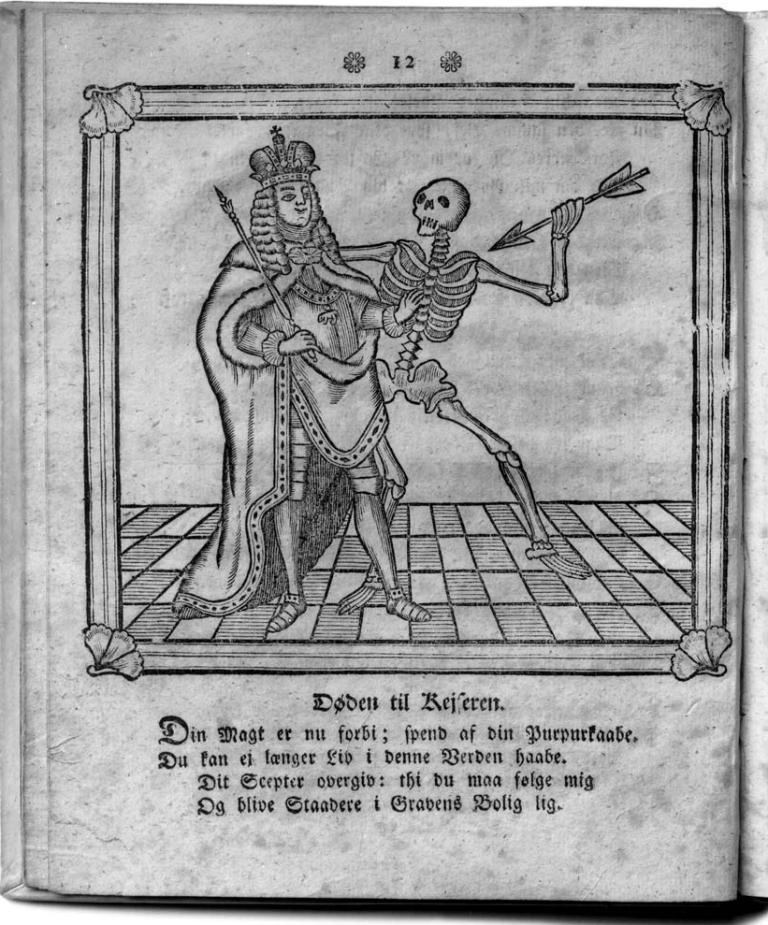 12
Døden til Kejseren.
Din Magt er nu forbi; spend af din Purpurkaabe.
Du kan ej længer Liv i denne Verden haabe.
Dit Scepter overgiv: thi du maa følge mig
Og blive Staadere i Gravens Bolig lig.